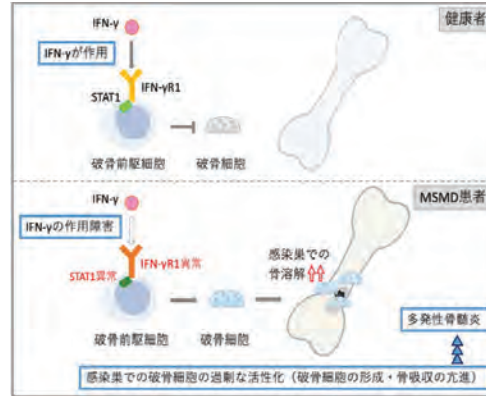 健康者
IFN-γ
IFN-γが作用
IFN-γR1
STAT1
破骨前駆細胞
破骨細胞
MSMD患者
IFN-γ
IFN-γの作用障害
IFN-γR1異常
STAT1異常
感染巣での
骨溶解
破骨前駆細胞
破骨細胞
多発性骨髄炎
感染巣での破骨細胞の過剰な活性化（破骨細胞の形成・骨吸収の亢進）